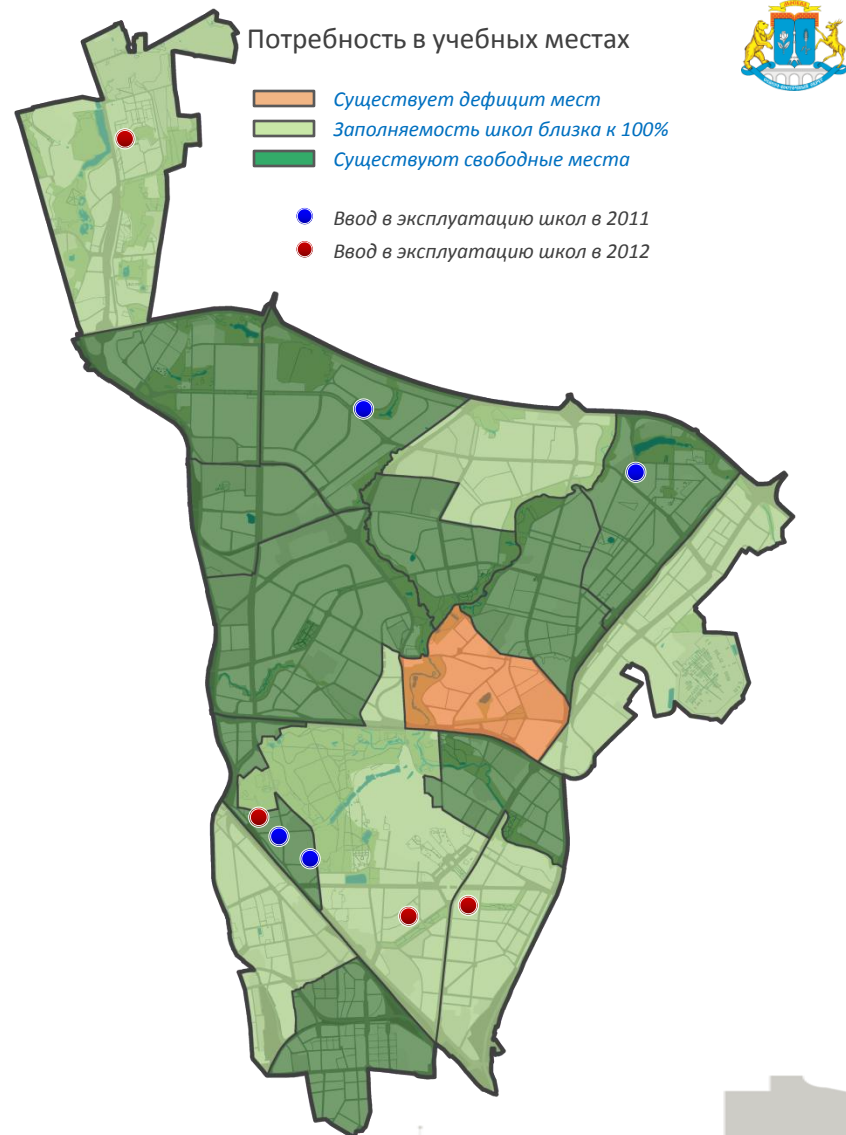 Потребность в учебных местах
Существует дефицит мест
Заполняемость школ близка к 100%
Существуют свободные места
Ввод в эксплуатацию школ в 2011
Ввод в эксплуатацию школ в 2012